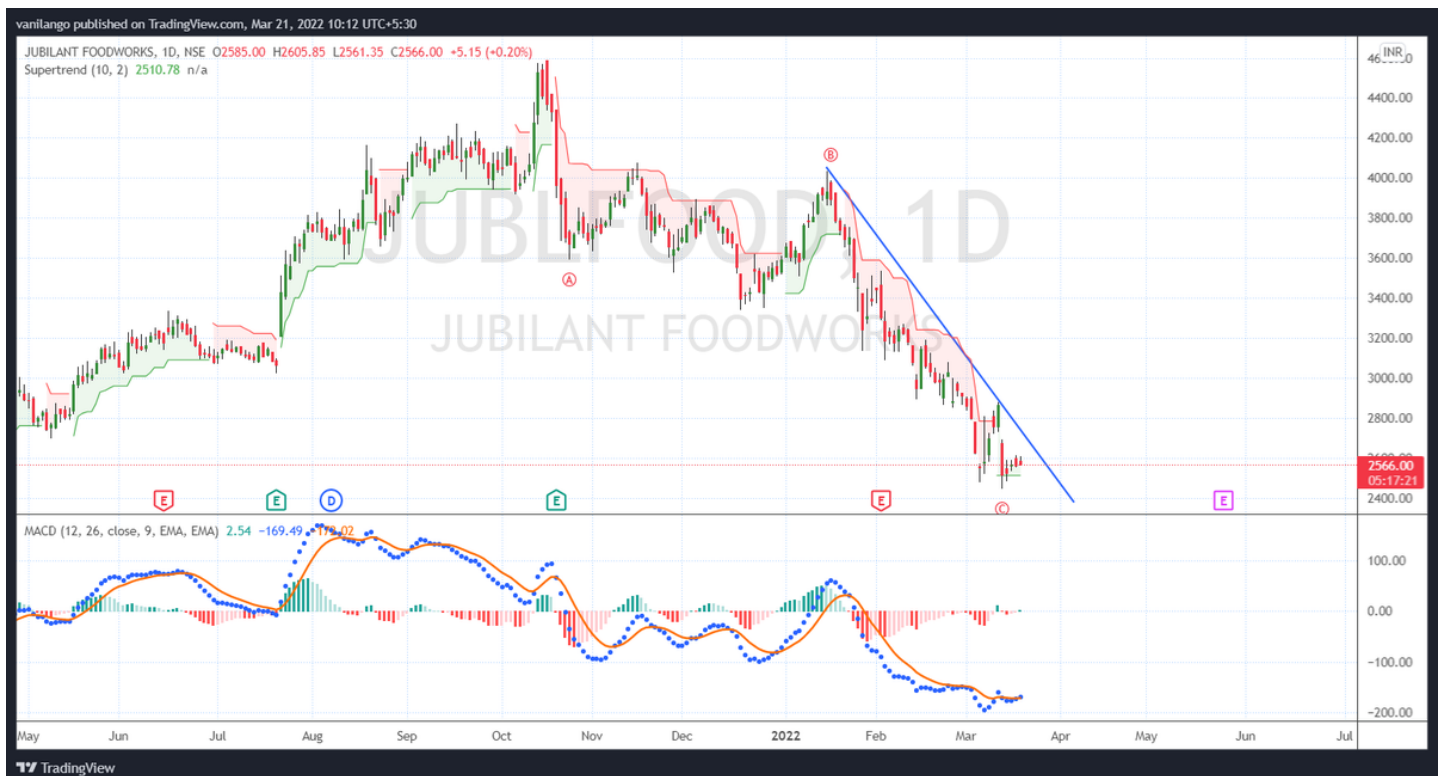 vanilango published on TradingView.com, Mar 21, 2022 10:12 UTC+5:30
JUBILANT FOODWORKS, 1D, NSE O2585.00 H2605.85 L2561.35 C2566.00 +5.15 (+0.20%)
INR
Supertrend (10, 2) 2510.78 n/a
4400.00
4200.00
B
4000.00
JUBLFOOD, 1D
3800.00
3600.00
A
3400.00
JUBILANT FOODWORKS
3200.00
3000.00
2800.00
2566.00
05:17:21
2400.00
E E D E E E
C
MACD (12, 26, close, 9, EMA, EMA) 2.54 −169.49 −172.02
100.00
0.00
−100.00
−200.00
May Jun Jul Aug Sep Oct Nov Dec 2022 Feb Mar Apr May Jun Jul
TradingView